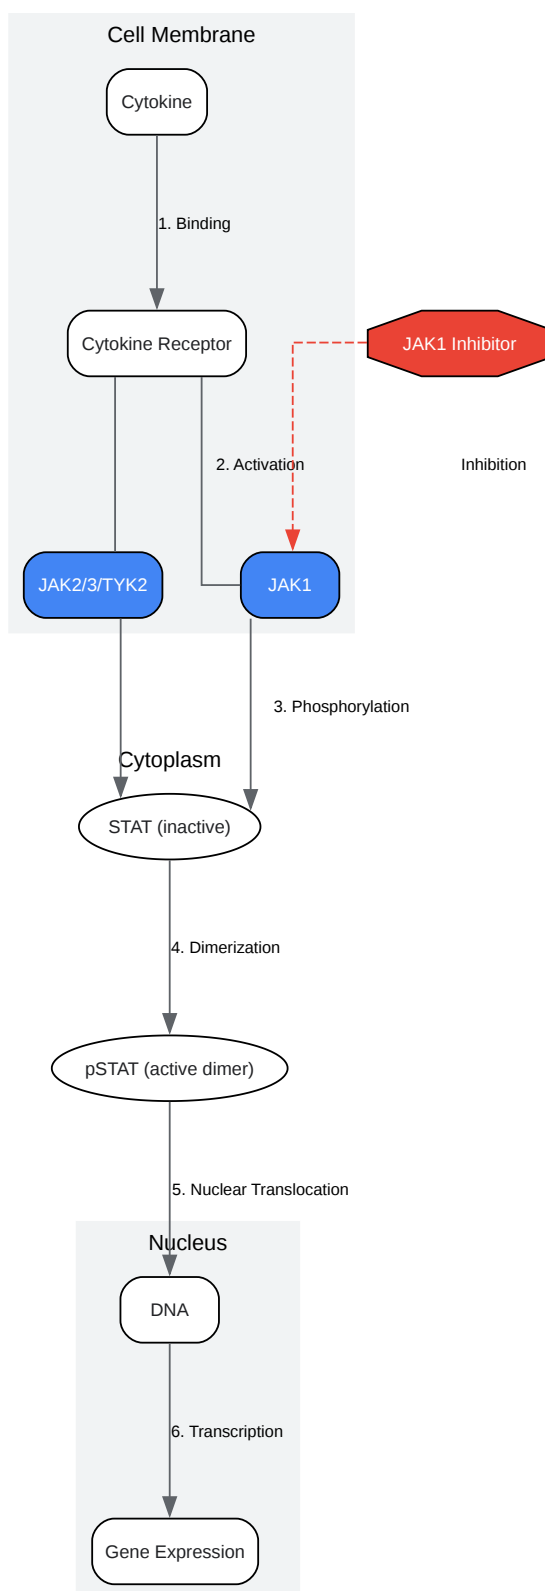 Cell Membrane
Cytokine
1. Binding
Cytokine Receptor
JAK1 Inhibitor
2. Activation
Inhibition
JAK2/3/TYK2
JAK1
3. Phosphorylation
Cytoplasm
STAT (inactive)
4. Dimerization
pSTAT (active dimer)
5. Nuclear Translocation
Nucleus
DNA
6. Transcription
Gene Expression